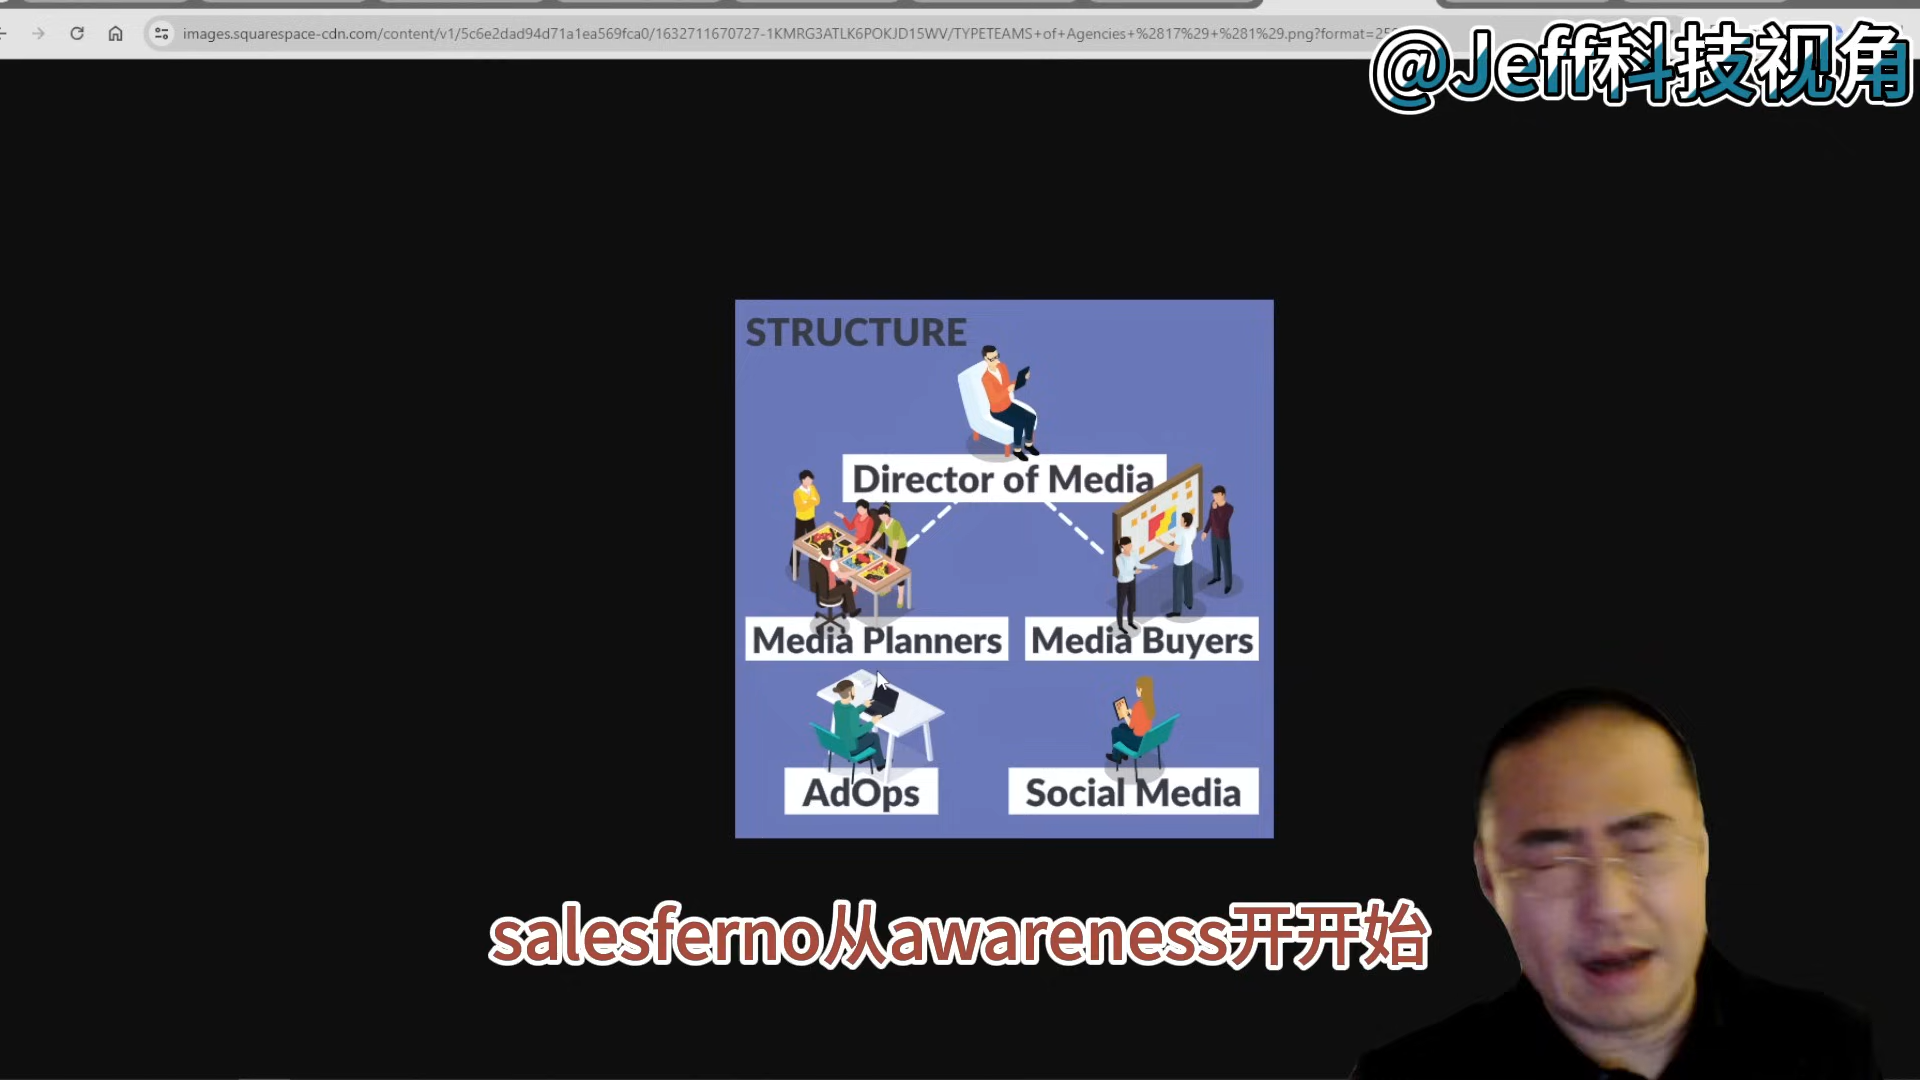 images.squarespace-cdn.com/content/v1/5c6e2dad94d71a1ea569fca0/1632711670727-1KMRG3ATLK6POKJD15WV/TYPETEAMS+of+Agencies+%2817%29+%281%29.png?format=25
@Jeff科技视角
STRUCTURE
Director of Media
Media Planners
Media Buyers
AdOps
Social Media
salesferno从awareness开开始